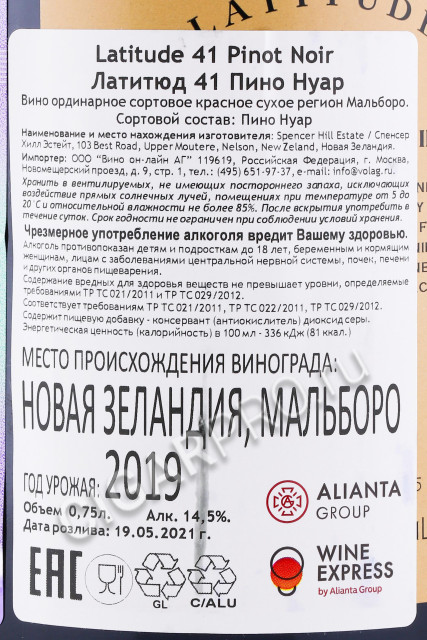 LATITUDE
Latitude 41 Pinot Noir
Латитюд 41 Пино Нуар
Вино ординарное сортовое красное сухое регион Мальборо.
Сортовой состав: Пино Нуар
Наименование и место нахождения изготовителя: Spencer Hill Estate / Спенсер
Хилл Эстейт, 103 Best Road, Upper Moutere, Nelson, New Zeland, Новая Зеландия.
Импортер: ООО “Вино он-лайн АГ” 119619, Российская Федерация, г. Москва,
Новомещерский проезд, д. 9, стр. 1, тел.: (495) 651-97-37, e-mail: info@volag.ru.
Хранить в вентилируемых, не имеющих постороннего запаха, исключающих
воздействие прямых солнечных лучей, помещениях при температуре от 5 до
20˚С и относительной влажности не более 85%. После вскрытия употребить в
течение суток. Срок годности не ограничен при соблюдении условий хранения.
Чрезмерное употребление алкоголя вредит Вашему здоровью.
Алкоголь противопоказан детям и подросткам до 18 лет, беременным и кормящим
женщинам, лицам с заболеваниями центральной нервной системы, почек, печени
и других органов пищеварения.
Содержание вредных для здоровья веществ не превышает уровни, определяемые
требованиями ТР ТС 021/2011 и ТР ТС 029/2012.
Соответствует требованиям ТР ТС 021/2011, ТР ТС 022/2011, ТР ТС 029/2012.
Содержит пищевую добавку - консервант (антиокислитель) диоксид серы.
Энергетическая ценность (калорийность) в 100 мл - 336 кДж (81 ккал.)
МЕСТО ПРОИСХОЖДЕНИЯ ВИНОГРАДА:
НОВАЯ ЗЕЛАНДИЯ, МАЛЬБОРО
ГОД УРОЖАЯ: 2019
Объем 0,75л. Алк. 14,5%.
Дата розлива: 19.05.2021 г.
ALIANTA
GROUP
WINE
EXPRESS
by Alianta Group
EAC
GL
C/ALU
CIGARPRO.ru